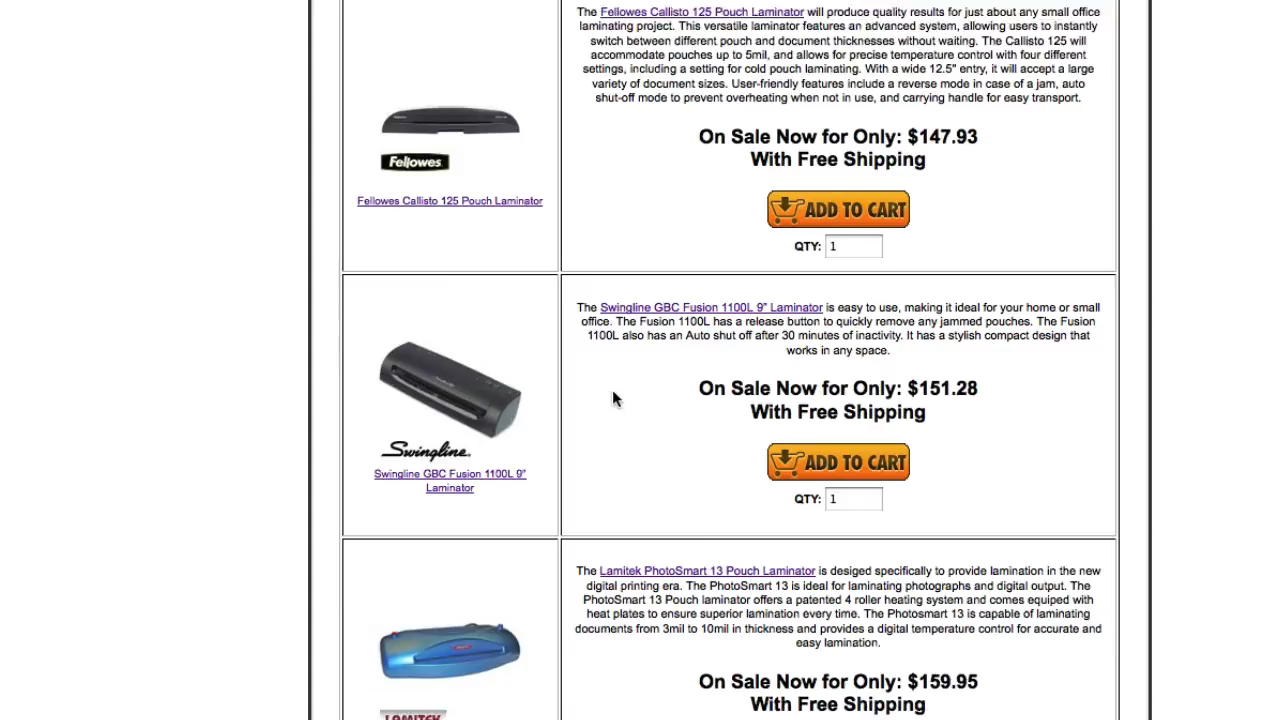 The Fellowes Callisto 125 Pouch Laminator will produce quality results for just about any small office
laminating project. This versatile laminator features an advanced system, allowing users to instantly
switch between different pouch and document thicknesses without waiting. The Callisto 125 will
accommodate pouches up to 5mil, and allows for precise temperature control with four different
settings, including a setting for cold pouch laminating. With a wide 12.5" entry, it will accept a large
variety of document sizes. User-friendly features include a reverse mode in case of a jam, auto
shut-off mode to prevent overheating when not in use, and carrying handle for easy transport.
Fellowes
Fellowes Callisto 125 Pouch Laminator
On Sale Now for Only: $147.93
With Free Shipping
ADD TO CART
QTY: 1
The Swingline GBC Fusion 1100L 9" Laminator is easy to use, making it ideal for your home or small
office. The Fusion 1100L has a release button to quickly remove any jammed pouches. The Fusion
1100L also has an Auto shut off after 30 minutes of inactivity. It has a stylish compact design that
works in any space.
Swingline
Swingline GBC Fusion 1100L 9"
Laminator
On Sale Now for Only: $151.28
With Free Shipping
ADD TO CART
QTY: 1
The Lamitek PhotoSmart 13 Pouch Laminator is desiged specifically to provide lamination in the new
digital printing era. The PhotoSmart 13 is ideal for laminating photographs and digital output. The
PhotoSmart 13 Pouch laminator offers a patented 4 roller heating system and comes equiped with
heat plates to ensure superior lamination every time. The Photosmart 13 is capable of laminating
documents from 3mil to 10mil in thickness and provides a digital temperature control for accurate and
easy lamination.
LAMITEK
On Sale Now for Only: $159.95
With Free Shipping